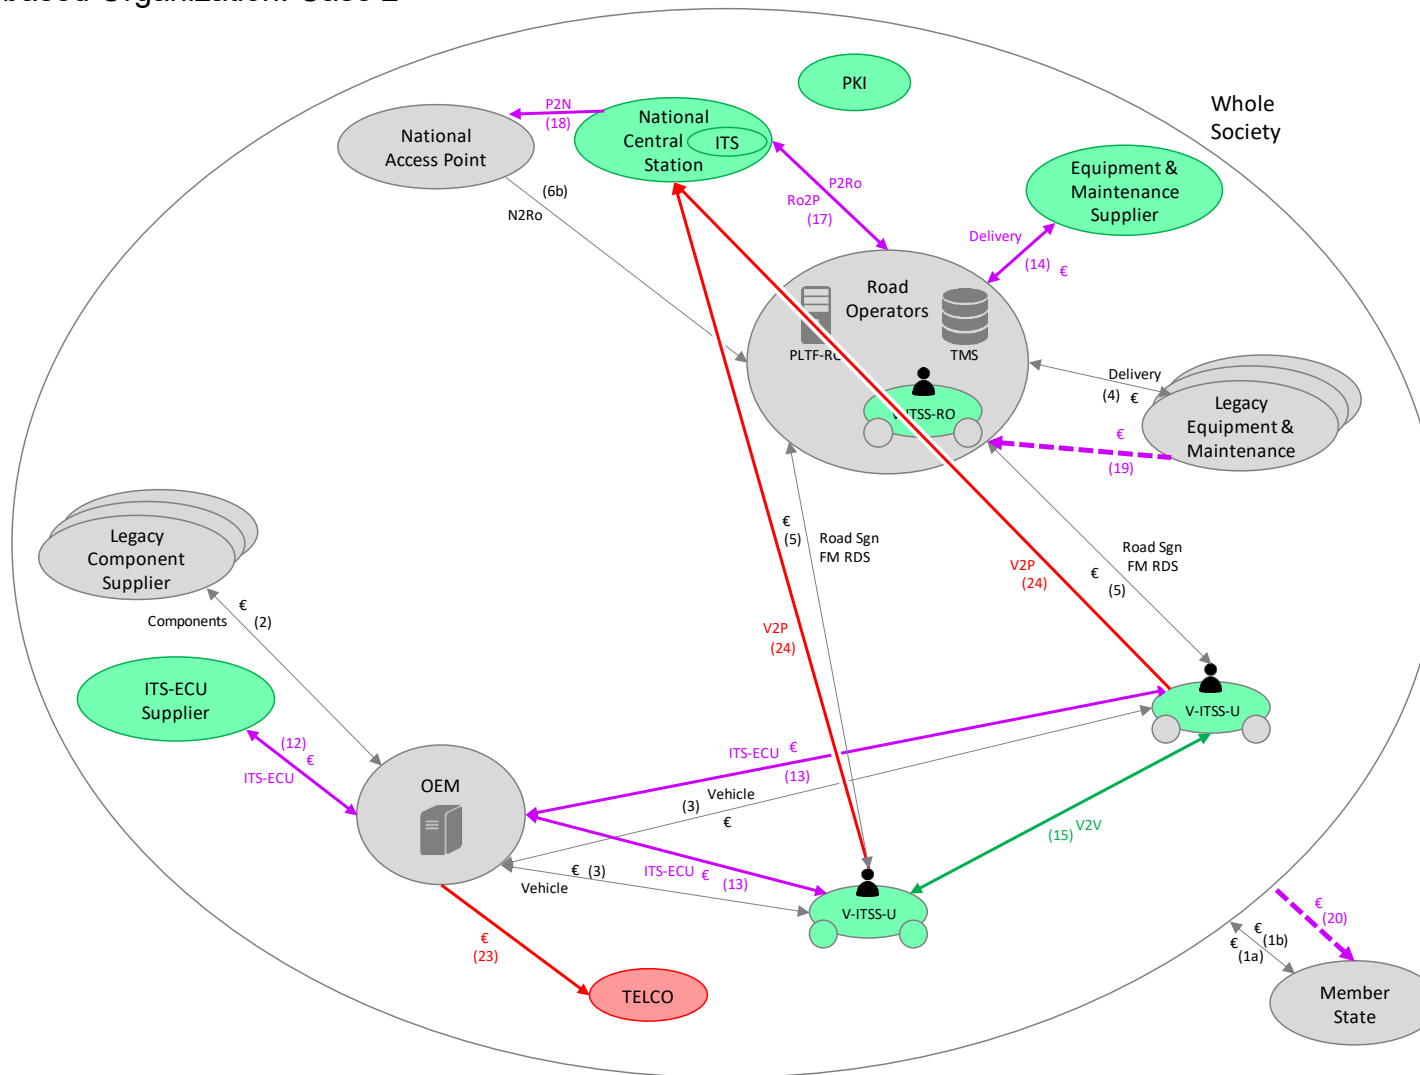 PKI
Whole
Society
P2N
(18)
National
Central
Station
ITS
National
Access Point
(6b)
N2Ro
P2Ro
Ro2P
(17)
Equipment &
Maintenance
Supplier
Delivery
(14) €
Road
Operators
TMS
Delivery
(4) €
Legacy
Equipment &
Maintenance
€
(19)
€
(5)
Road Sgn
FM RDS
Road Sgn
FM RDS
€
(5)
V2P
(24)
V2P
(24)
Legacy
Component
Supplier
€
(2)
Components
ITS-ECU
Supplier
(12)
€
ITS-ECU
OEM
ITS-ECU €
(13)
(3) Vehicle
€
V-ITSS-U
(15) V2V
€ (3)
Vehicle
ITS-ECU €
(13)
V-ITSS-U
€
(23)
TELCO
€
(20)
€
(1b)
€
(1a)
Member
State